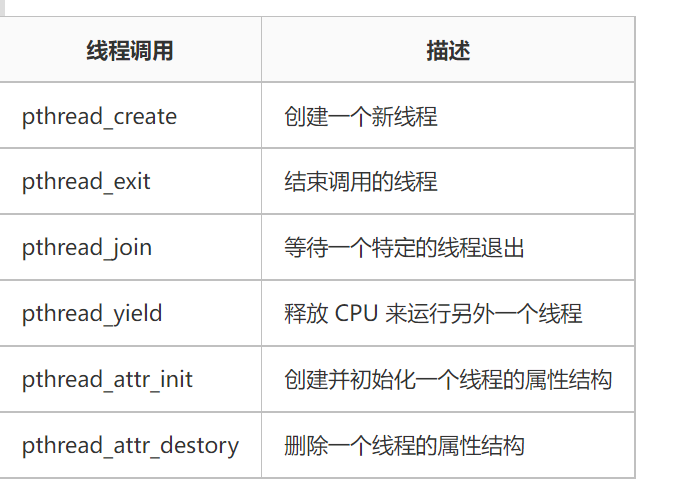 线程调用 描述
pthread_create 创建一个新线程
pthread_exit 结束调用的线程
pthread_join 等待一个特定的线程退出
pthread_yield 释放 CPU 来运行另外一个线程
pthread_attr_init 创建并初始化一个线程的属性结构
pthread_attr_destory 删除一个线程的属性结构